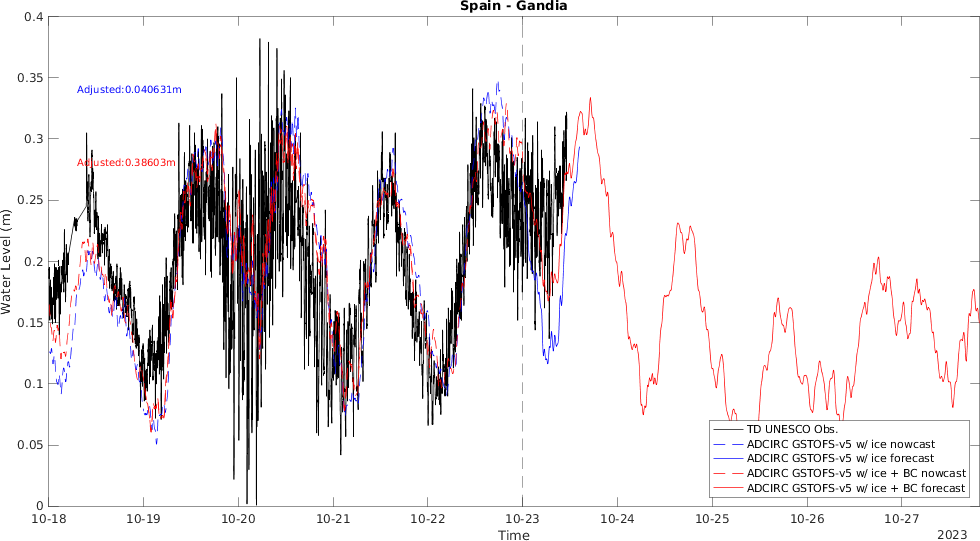 Spain - Gandia
0.4
0.35
0.3
0.25
0.2
0.15
0.1
0.05
0
Water Level (m)
Adjusted:0.040631m
Adjusted:0.38603m
TD UNESCO Obs.
ADCIRC GSTOFS-v5 w/ ice nowcast
ADCIRC GSTOFS-v5 w/ ice forecast
ADCIRC GSTOFS-v5 w/ ice + BC nowcast
ADCIRC GSTOFS-v5 w/ ice + BC forecast
10-18 10-19 10-20 10-21 10-22 10-23 10-24 10-25 10-26 10-27
Time
2023